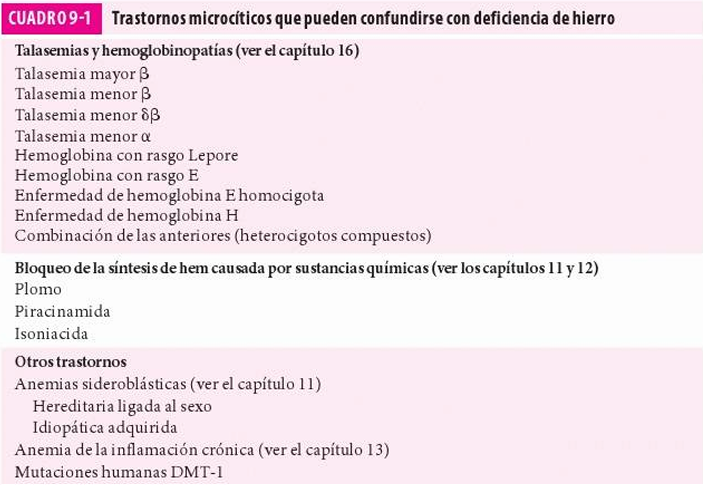 CUADRO 9-1 Trastornos microcíticos que pueden confundirse con deficiencia de hierro
Talasemias y hemoglobinopatías (ver el capítulo 16)
Talasemia mayor β
Talasemia menor β
Talasemia menor δβ
Talasemia menor α
Hemoglobina con rasgo Lepore
Hemoglobina con rasgo E
Enfermedad de hemoglobina E homocigota
Enfermedad de hemoglobina H
Combinación de las anteriores (heterocigotos compuestos)
Bloqueo de la síntesis de hem causada por sustancias químicas (ver los capítulos 11 y 12)
Plomo
Piracinamida
Isoniacida
Otros trastornos
Anemias sideroblásticas (ver el capítulo 11)
Hereditaria ligada al sexo
Idiopática adquirida
Anemia de la inflamación crónica (ver el capítulo 13)
Mutaciones humanas DMT-1